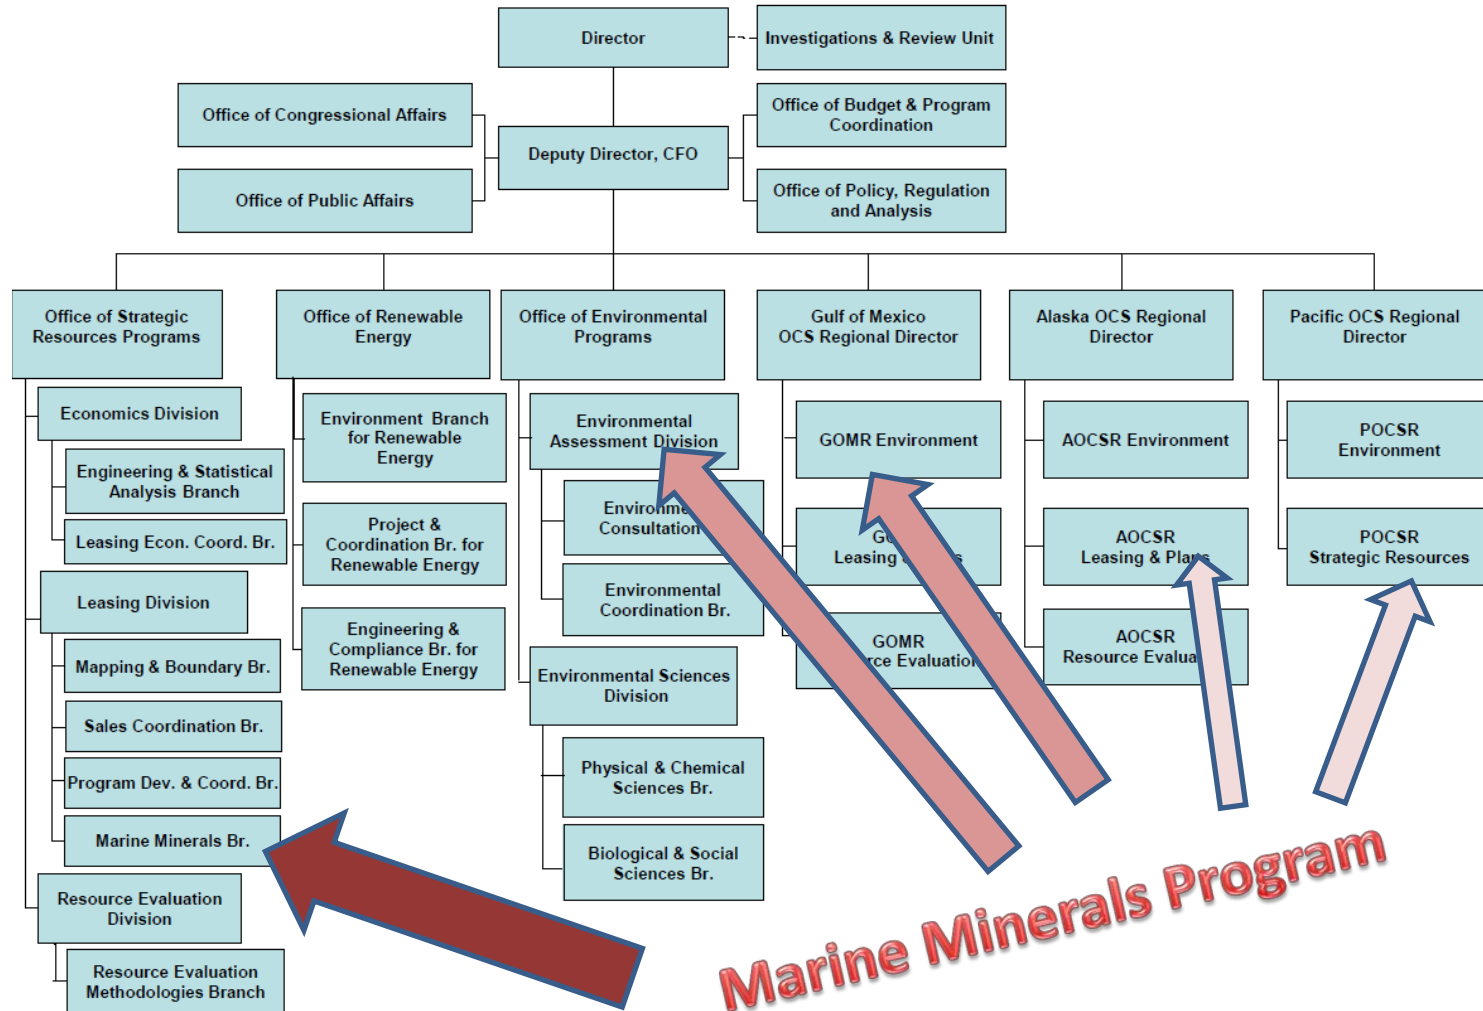 Director
Investigations & Review Unit
Office of Congressional Affairs
Office of Budget & Program
Coordination
Deputy Director, CFO
Office of Public Affairs
Office of Policy, Regulation
and Analysis
Office of Strategic
Resources Programs
Office of Renewable
Energy
Office of Environmental
Programs
Gulf of Mexico
OCS Regional Director
Alaska OCS Regional
Director
Pacific OCS Regional
Director
Economics Division
Engineering & Statistical
Analysis Branch
Leasing Econ. Coord. Br.
Leasing Division
Mapping & Boundary Br.
Sales Coordination Br.
Program Dev. & Coord. Br.
Marine Minerals Br.
Resource Evaluation
Division
Resource Evaluation
Methodologies Branch
Environment Branch
for Renewable
Energy
Project &
Coordination Br. for
Renewable Energy
Engineering &
Compliance Br. for
Renewable Energy
Environmental
Assessment Division
Consultation
Environmental
Coordination Br.
Environmental Sciences
Division
Physical & Chemical
Sciences Br.
Biological & Social
Sciences Br.
GOMR Environment
Leasing
GOMR
Evaluation
AOCSR Environment
AOCSR
Leasing & Plans
AOCSR
Resource
POCSR
Environment
POCSR
Strategic Resources
Marine Minerals Program